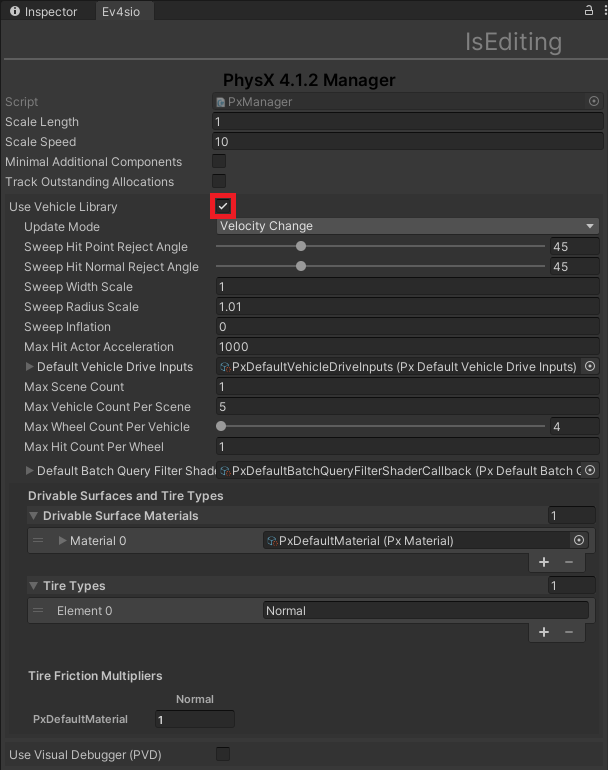 Inspector Ev4sio
IsEditing
PhysX 4.1.2 Manager
Script PxManager
Scale Length 1
Scale Speed 10
Minimal Additional Components
Track Outstanding Allocations
Use Vehicle Library
Update Mode Velocity Change
Sweep Hit Point Reject Angle 45
Sweep Hit Normal Reject Angle 45
Sweep Width Scale 1
Sweep Radius Scale 1.01
Sweep Inflation 0
Max Hit Actor Acceleration 1000
Default Vehicle Drive Inputs PxDefaultVehicleDriveInputs (Px Default Vehicle Drive Inputs)
Max Scene Count 1
Max Vehicle Count Per Scene 5
Max Wheel Count Per Vehicle 4
Max Hit Count Per Wheel 1
Default Batch Query Filter Shade PxDefaultBatchQueryFilterShaderCallback (Px Default Batch Q
Drivable Surfaces and Tire Types
Drivable Surface Materials 1
Material 0 PxDefaultMaterial (Px Material)
+ −
Tire Types 1
Element 0 Normal
+ −
Tire Friction Multipliers
Normal
PxDefaultMaterial 1
Use Visual Debugger (PVD)